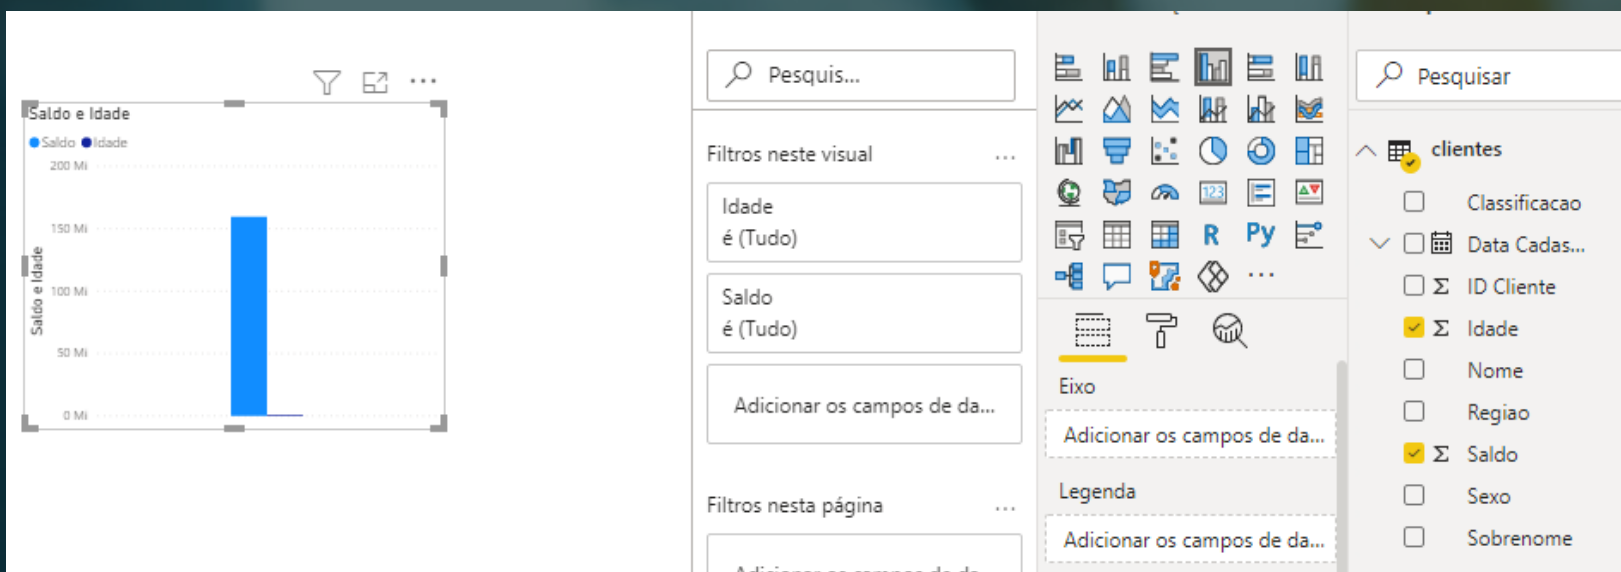 Saldo e Idade
Saldo Idade
200 Mi
150 Mi
100 Mi
50 Mi
0 Mi
Saldo e Idade
Pesquis...
Filtros neste visual ...
Idade
é (Tudo)
Saldo
é (Tudo)
Adicionar os campos de da...
Filtros nesta página ...
123
R Py
...
Eixo
Adicionar os campos de da...
Legenda
Adicionar os campos de da...
Pesquisar
clientes
Classificacao
Data Cadas...
Σ ID Cliente
Σ Idade
Nome
Regiao
Σ Saldo
Sexo
Sobrenome